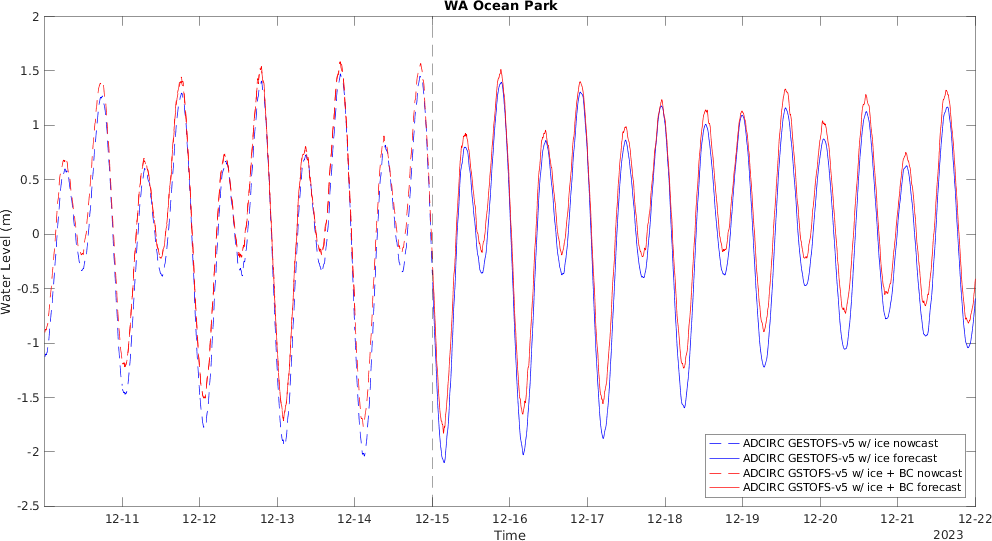 WA Ocean Park
2
1.5
1
0.5
0
-0.5
-1
-1.5
-2
-2.5
Water Level (m)
12-11 12-12 12-13 12-14 12-15 12-16 12-17 12-18 12-19 12-20 12-21 12-22
Time
2023
ADCIRC GESTOFS-v5 w/ ice nowcast
ADCIRC GESTOFS-v5 w/ ice forecast
ADCIRC GSTOFS-v5 w/ ice + BC nowcast
ADCIRC GSTOFS-v5 w/ ice + BC forecast